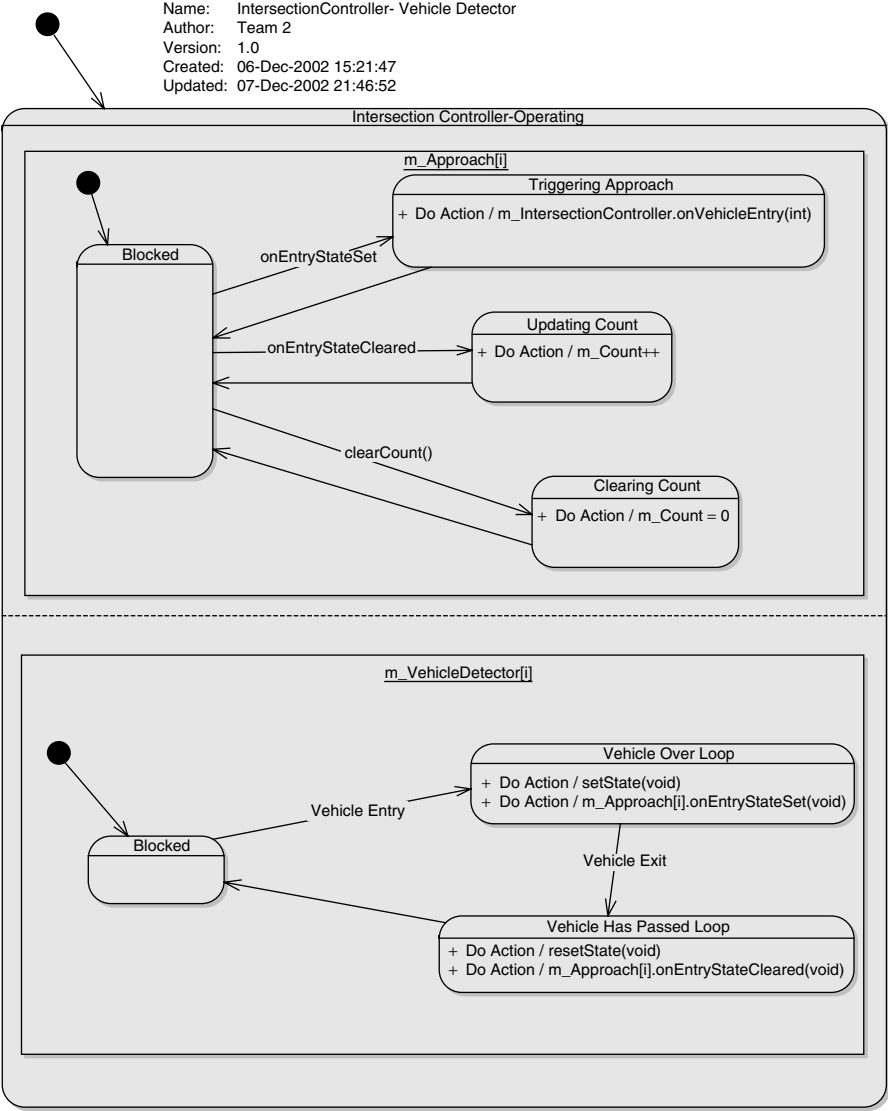 Name: IntersectionController- Vehicle Detector
Author: Team 2
Version: 1.0
Created: 06-Dec-2002 15:21:47
Updated: 07-Dec-2002 21:46:52
Intersection Controller-Operating
m_Approach[i]
Triggering Approach
+ Do Action / m_IntersectionController.onVehicleEntry(int)
Blocked
onEntryStateSet
Updating Count
onEntryStateCleared
+ Do Action / m_Count++
clearCount()
Clearing Count
+ Do Action / m_Count = 0
m_VehicleDetector[i]
Vehicle Over Loop
+ Do Action / setState(void)
+ Do Action / m_Approach[i].onEntryStateSet(void)
Vehicle Entry
Blocked
Vehicle Exit
Vehicle Has Passed Loop
+ Do Action / resetState(void)
+ Do Action / m_Approach[i].onEntryStateCleared(void)